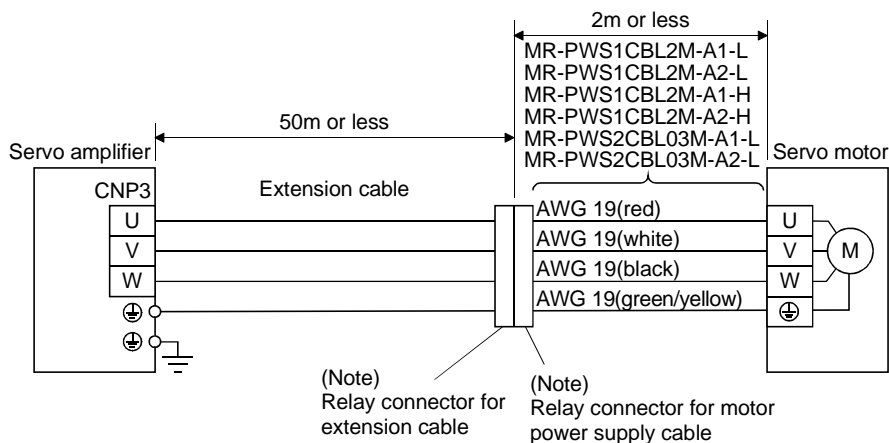 2m or less
MR-PWS1CBL2M-A1-L
MR-PWS1CBL2M-A2-L
MR-PWS1CBL2M-A1-H
MR-PWS1CBL2M-A2-H
MR-PWS2CBL03M-A1-L
MR-PWS2CBL03M-A2-L
50m or less
Servo amplifier
Servo motor
CNP3
Extension cable
U
V
W
AWG 19(red)
AWG 19(white)
AWG 19(black)
AWG 19(green/yellow)
U
V
W
M
(Note)
Relay connector for
extension cable
(Note)
Relay connector for motor
power supply cable